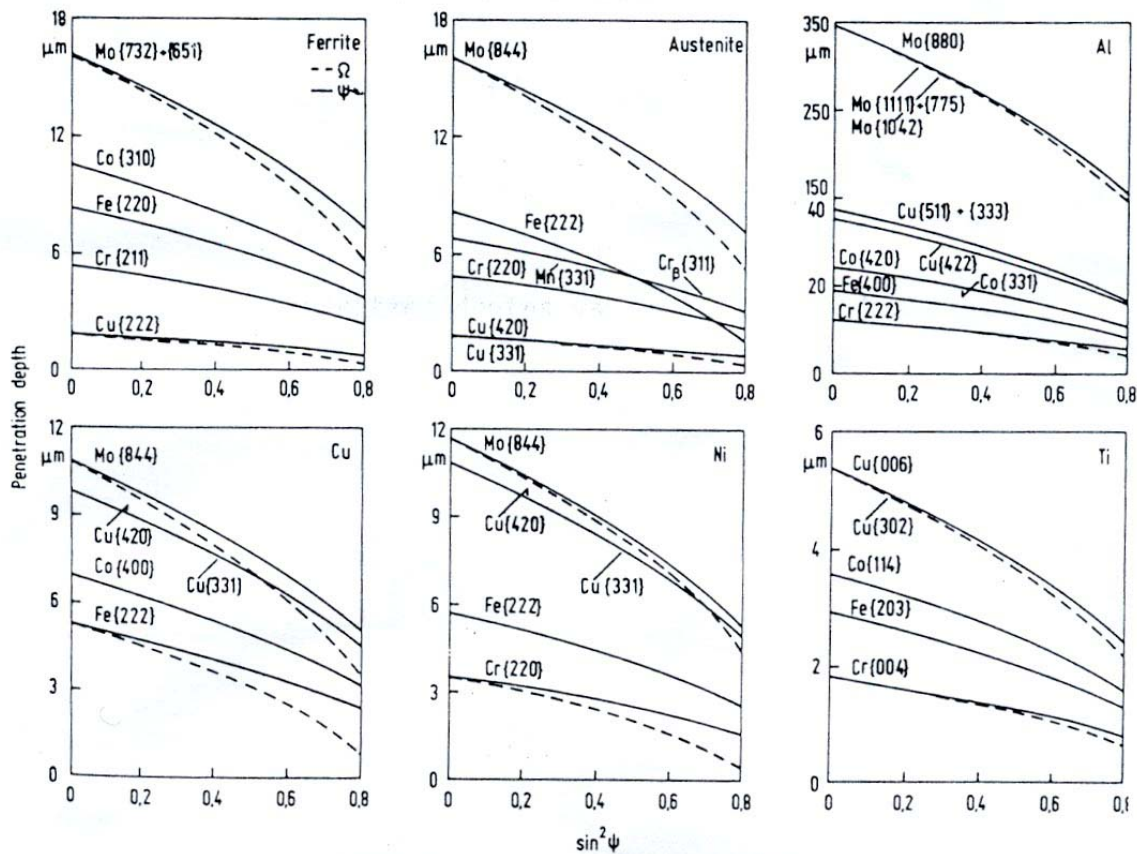 Penetration depth
18
μm
12
6
0
Mo{732}+{651}
Ferrite
--- Ω
— Ψ
Co{310}
Fe{220}
Cr{211}
Cu{222}
0 0,2 0,4 0,6 0,8
18
μm
12
6
0
Mo{844}
Austenite
Fe{222}
Cr{220}
Mn{331}
Crβ{311}
Cu{420}
Cu{331}
0 0,2 0,4 0,6 0,8
350
μm
250
150
40
20
0
Mo{880}
Al
Mo{1111}+{775}
Mo{1042}
Cu{511}+{333}
Co{420}
Cu{422}
Fe{400}
Co{331}
Cr{222}
0 0,2 0,4 0,6 0,8
12
μm
9
6
3
0
Mo{844}
Cu
Cu{420}
Co{400}
Cu{331}
Fe{222}
0 0,2 0,4 0,6 0,8
12
μm
9
6
3
0
Mo{844}
Ni
Cu{420}
Cu{331}
Fe{222}
Cr{220}
0 0,2 0,4 0,6 0,8
6
μm
4
2
0
Cu{006}
Ti
Cu{302}
Co{114}
Fe{203}
Cr{004}
0 0,2 0,4 0,6 0,8
sin²ψ